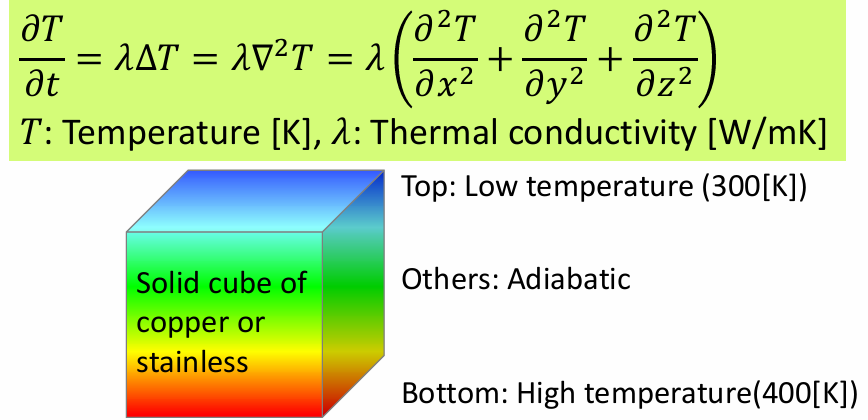 ∂T/∂t = λΔT = λ∇²T = λ(∂²T/∂x² + ∂²T/∂y² + ∂²T/∂z²)
T: Temperature [K], λ: Thermal conductivity [W/mK]
Top: Low temperature (300[K])
Solid cube of
copper or
stainless
Others: Adiabatic
Bottom: High temperature(400[K])